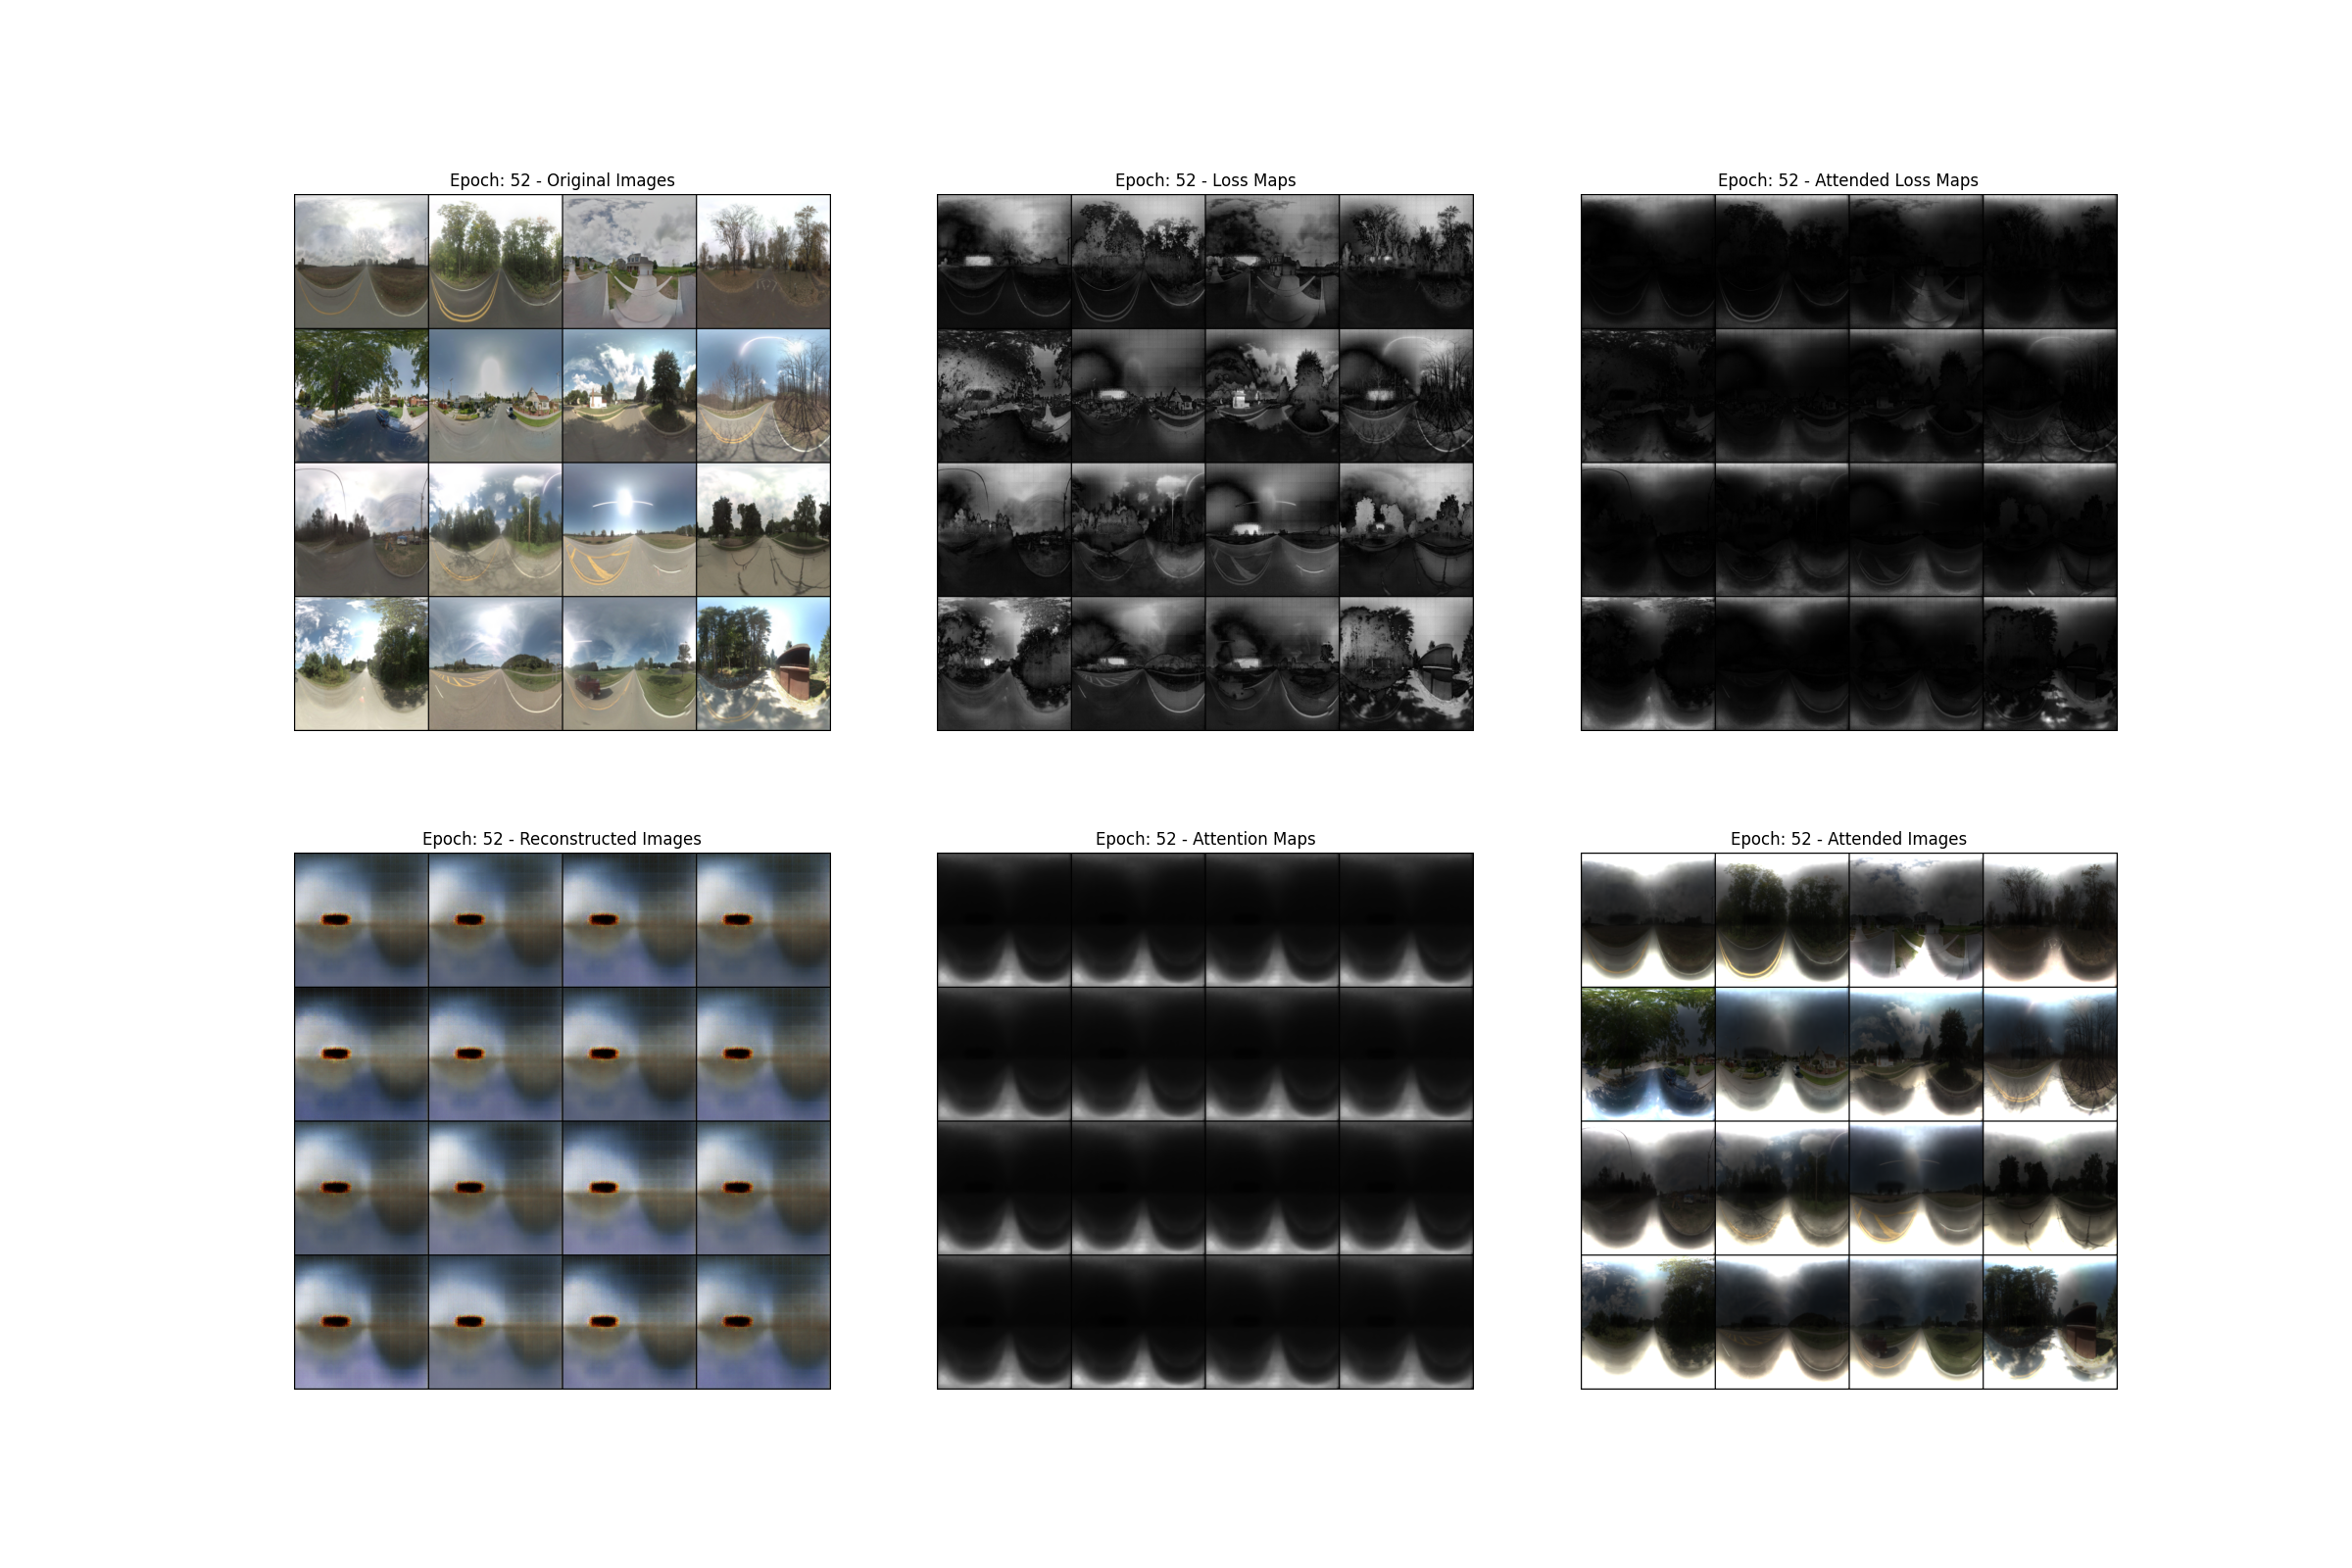 Epoch: 52 - Original Images
Epoch: 52 - Loss Maps
Epoch: 52 - Attended Loss Maps
Epoch: 52 - Reconstructed Images
Epoch: 52 - Attention Maps
Epoch: 52 - Attended Images